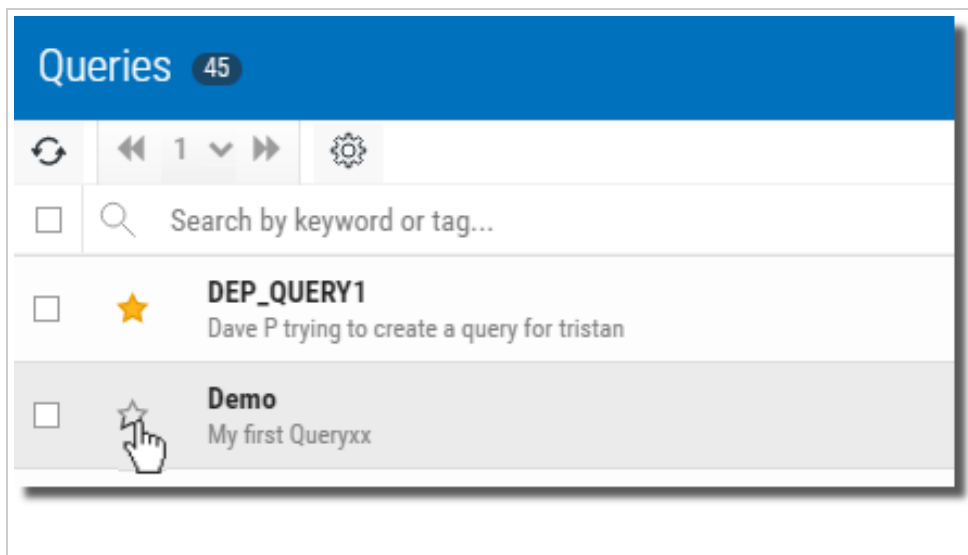 Queries 45
1
Search by keyword or tag...
DEP_QUERY1
Dave P trying to create a query for tristan
Demo
My first Queryxx